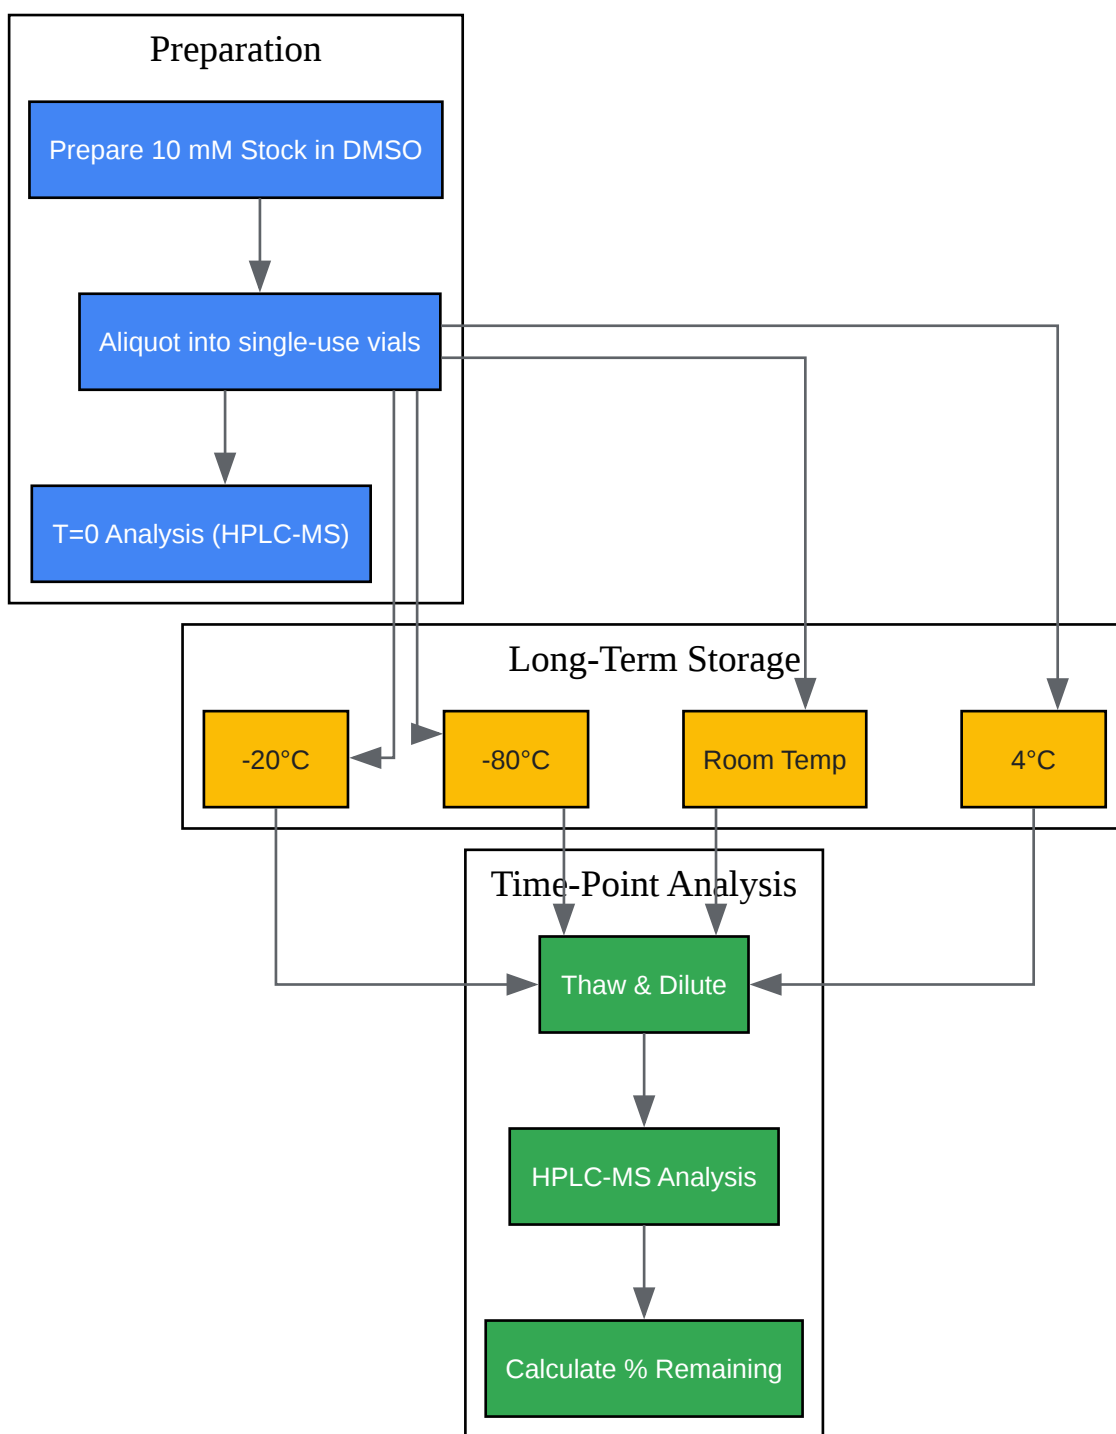 Preparation
Prepare 10 mM Stock in DMSO
Aliquot into single-use vials
T=0 Analysis (HPLC-MS)
Long-Term Storage
-20°C
-80°C
Room Temp
4°C
Time-Point Analysis
Thaw & Dilute
HPLC-MS Analysis
Calculate % Remaining